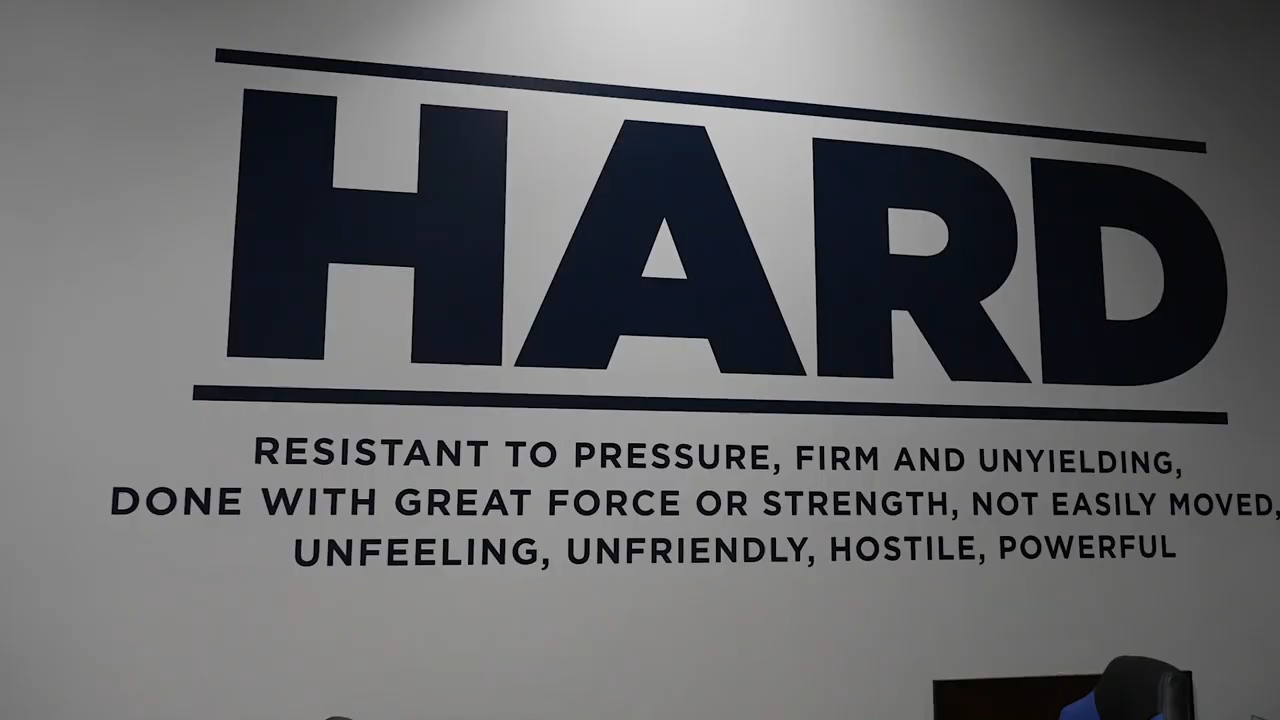 HARD
RESISTANT TO PRESSURE, FIRM AND UNYIELDING,
DONE WITH GREAT FORCE OR STRENGTH, NOT EASILY MOVED,
UNFEELING, UNFRIENDLY, HOSTILE, POWERFUL